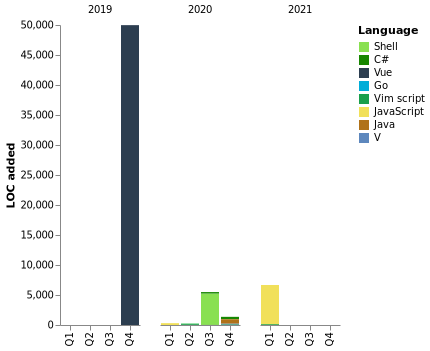 2019 2020 2021
Language
Shell
C#
Vue
Go
Vim script
JavaScript
Java
V
LOC added
50,000
45,000
40,000
35,000
30,000
25,000
20,000
15,000
10,000
5,000
0
Q1 Q2 Q3 Q4 Q1 Q2 Q3 Q4 Q1 Q2 Q3 Q4